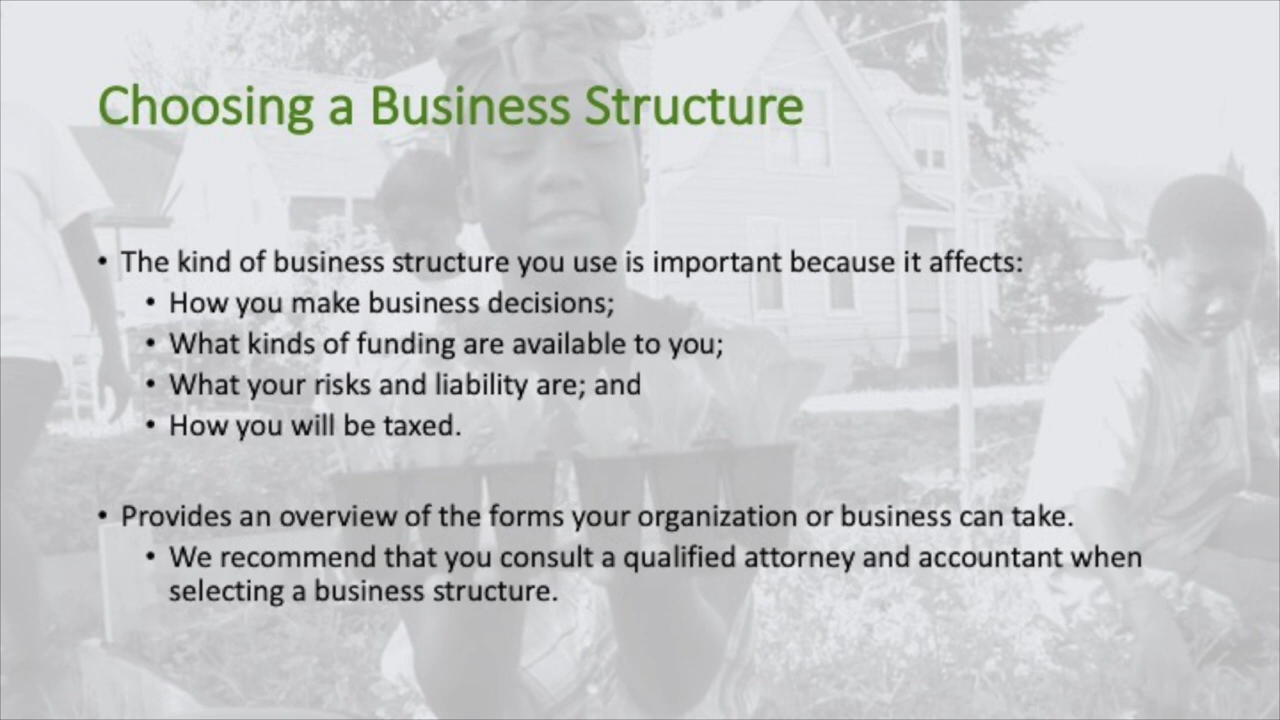 Choosing a Business Structure
• The kind of business structure you use is important because it affects:
• How you make business decisions;
• What kinds of funding are available to you;
• What your risks and liability are; and
• How you will be taxed.
• Provides an overview of the forms your organization or business can take.
• We recommend that you consult a qualified attorney and accountant when
selecting a business structure.